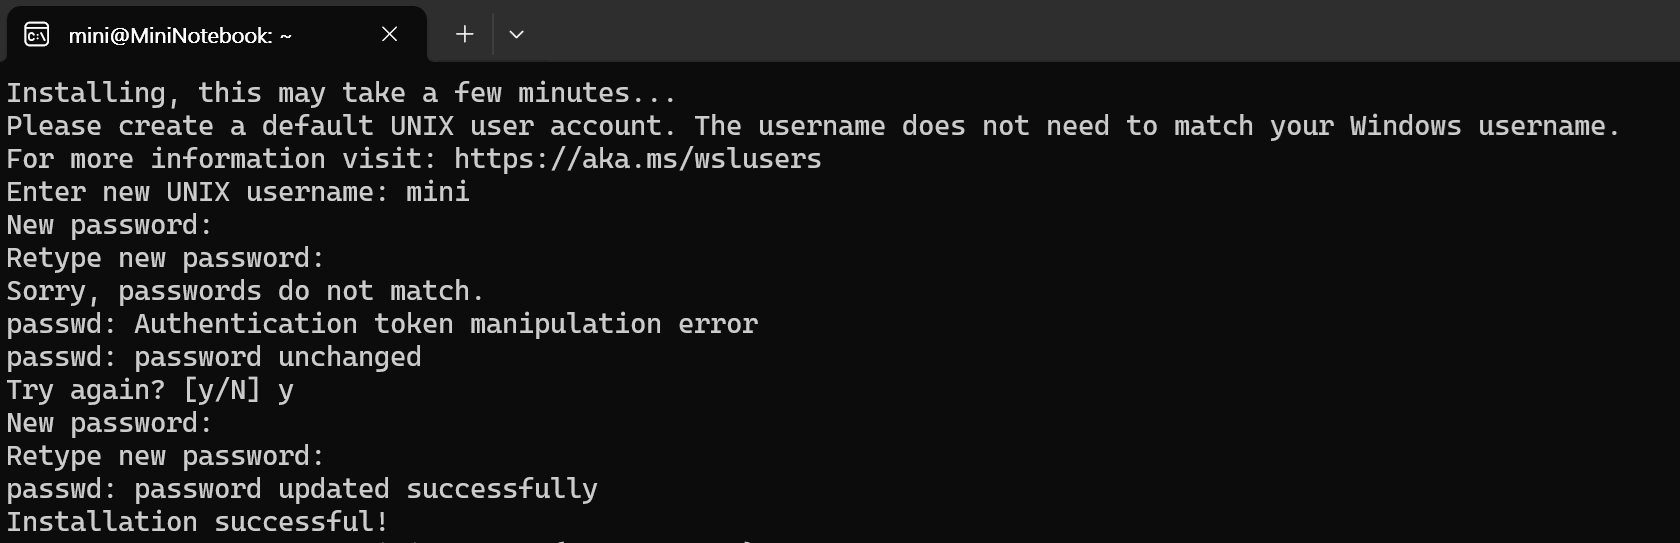 mini@MiniNotebook: ~
Installing, this may take a few minutes...
Please create a default UNIX user account. The username does not need to match your Windows username.
For more information visit: https://aka.ms/wslusers
Enter new UNIX username: mini
New password:
Retype new password:
Sorry, passwords do not match.
passwd: Authentication token manipulation error
passwd: password unchanged
Try again? [y/N] y
New password:
Retype new password:
passwd: password updated successfully
Installation successful!